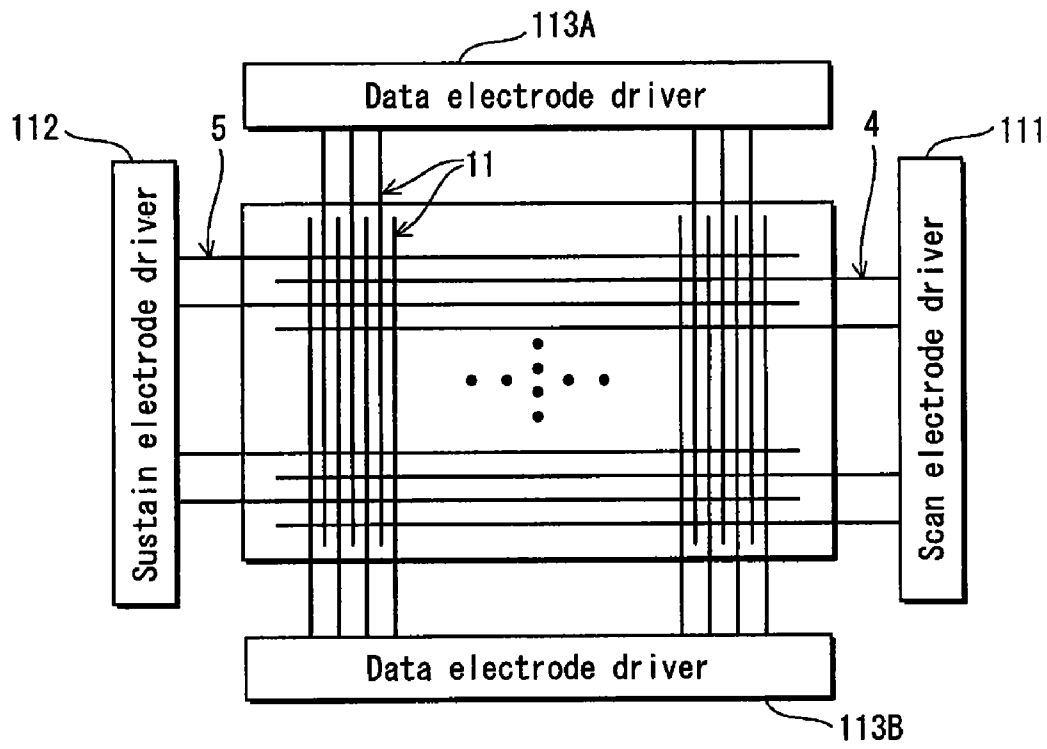 113A
Data electrode driver
112
5
11
4
111
Sustain electrode driver
Scan electrode driver
Data electrode driver
113B